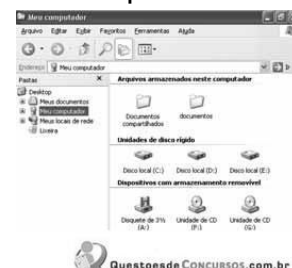 Meu computador
Arquivo Editar Exibir Favoritos Ferramentas Ajuda
Endereço Meu computador
Pastas
Desktop
Meus documentos
Meu computador
Meus locais de rede
Lixeira
Arquivos armazenados neste computador
Documentos compartilhados
documentos
Unidades de disco rígido
Disco local (C:) Disco local (D:) Disco local (E:)
Dispositivos com armazenamento removível
Disquete de 3½ (A:)
Unidade de CD (F:)
Unidade de CD (G:)
QuestoesdeConcursos.com.br